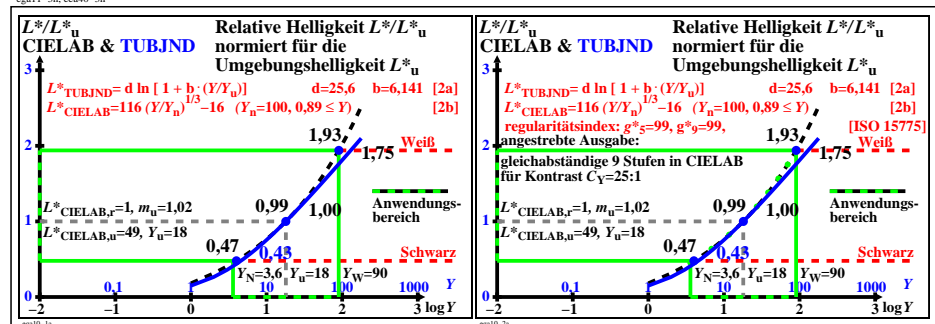 L*/L*u
CIELAB & TUBJND
Relative Helligkeit L*/L*u
normiert für die
Umgebungshelligkeit L*u
3
L*TUBJND= d ln [ 1 + b·(Y/Yu)] d=25,6 b=6,141 [2a]
L*CIELAB=116 (Y/Yn)^1/3−16 (Yn=100, 0,89 ≤ Y) [2b]
1,93
Weiß
2
1,75
Anwendungs-
bereich
L*CIELAB,r=1, mu=1,02
0,99
1,00
1
L*CIELAB,u=49, Yu=18
0,47
0,43
Schwarz
YN=3,6 Yu=18 YW=90
0,1 1 10 100 1000 Y
0
−2 −1 0 1 2 3 log Y
L*/L*u
CIELAB & TUBJND
Relative Helligkeit L*/L*u
normiert für die
Umgebungshelligkeit L*u
3
L*TUBJND= d ln [ 1 + b·(Y/Yu)] d=25,6 b=6,141 [2a]
L*CIELAB=116 (Y/Yn)^1/3−16 (Yn=100, 0,89 ≤ Y) [2b]
regularitätsindex: g*5=99, g*9=99, [ISO 15775]
angestrebte Ausgabe:
1,93
Weiß
2
1,75
gleichabständige 9 Stufen in CIELAB
für Kontrast CY=25:1
Anwendungs-
bereich
L*CIELAB,r=1, mu=1,02
0,99
1,00
1
L*CIELAB,u=49, Yu=18
0,47
0,43
Schwarz
YN=3,6 Yu=18 YW=90
0,1 1 10 100 1000 Y
0
−2 −1 0 1 2 3 log Y